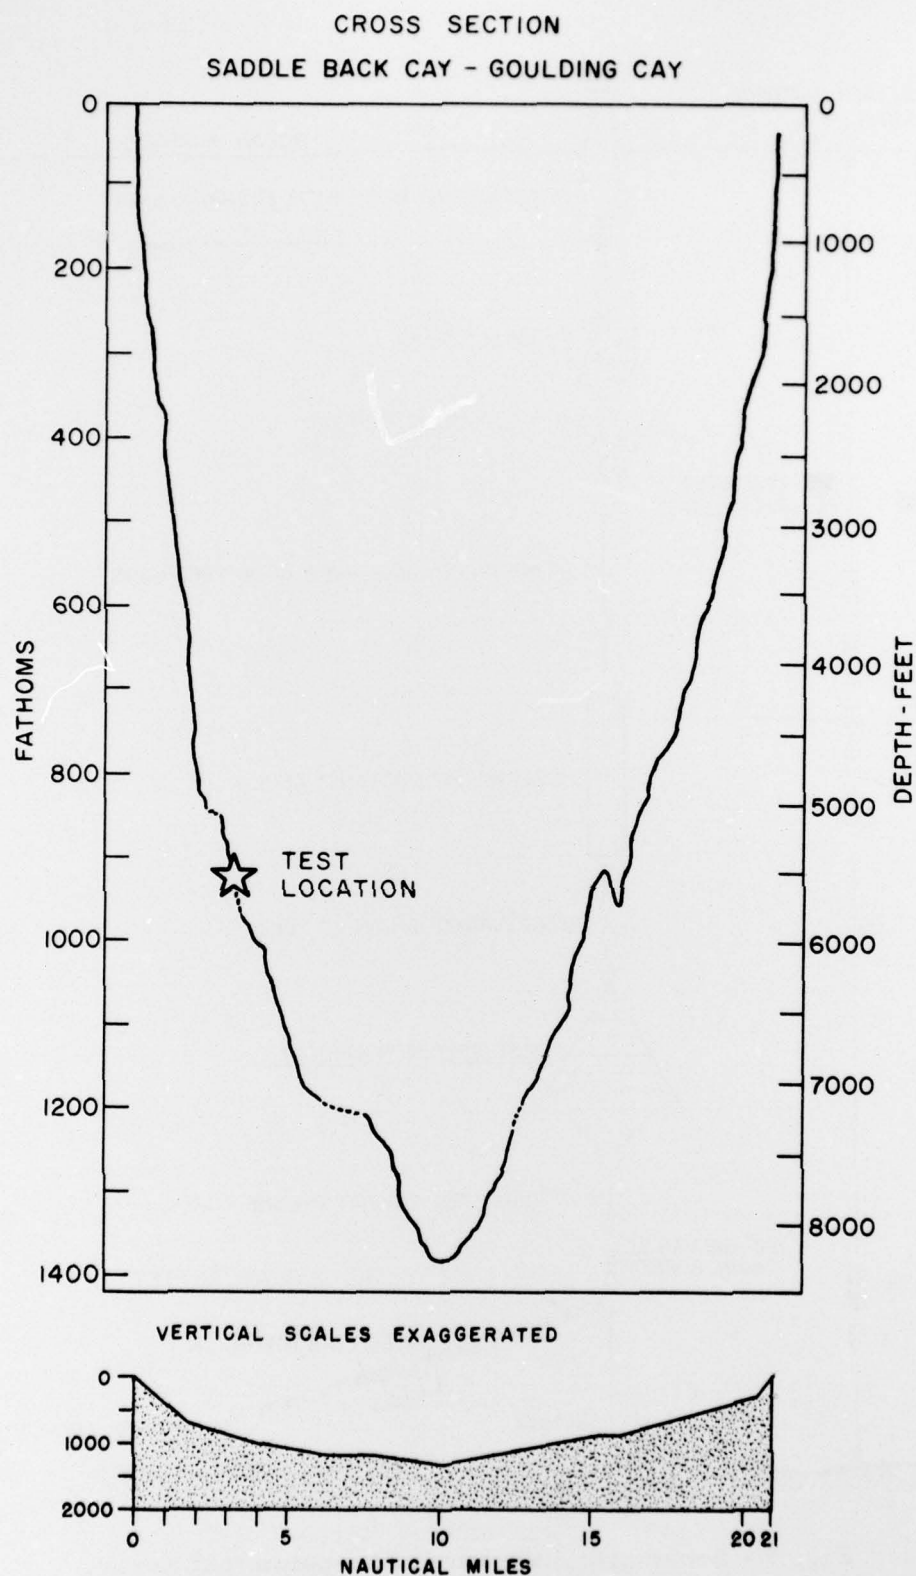 CROSS SECTION
SADDLE BACK CAY - GOULDING CAY
0
200
400
600
800
1000
1200
1400
FATHOMS
0
1000
2000
3000
4000
5000
6000
7000
8000
DEPTH-FEET
TEST
LOCATION
VERTICAL SCALES EXAGGERATED
0
1000
2000
0 5 10 15 20 21
NAUTICAL MILES